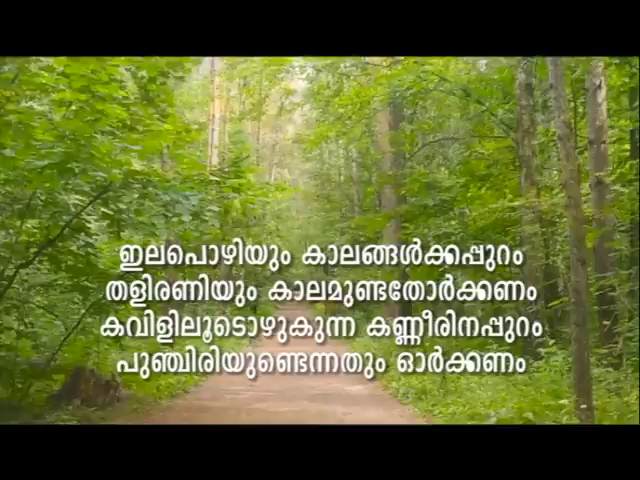 ഇലപൊഴിയും കാലങ്ങൾക്കപ്പുറം
തളിരണിയും കാലമുണ്ടതോർക്കണം
കവിളിലൂടൊഴുകുന്ന കണ്ണീരിനപ്പുറം
പുഞ്ചിരിയുണ്ടെന്നതും ഓർക്കണം